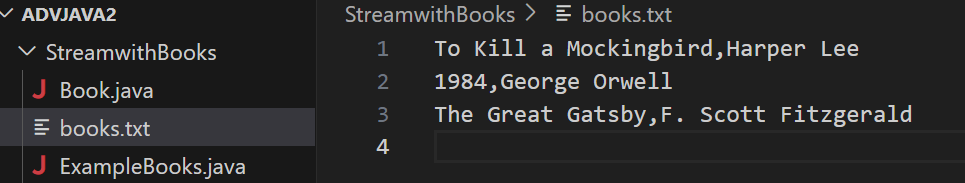 ADVJAVA2
StreamwithBooks
Book.java
books.txt
ExampleBooks.java
StreamwithBooks > books.txt
1 To Kill a Mockingbird,Harper Lee
2 1984,George Orwell
3 The Great Gatsby,F. Scott Fitzgerald
4